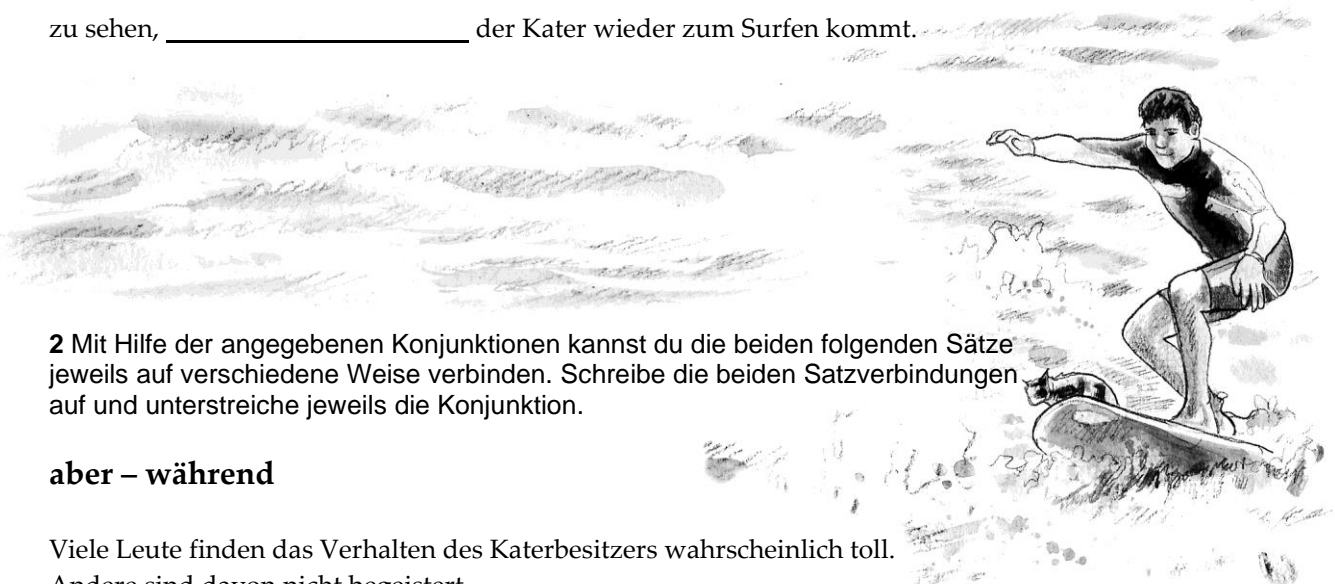 zu sehen, ______________________ der Kater wieder zum Surfen kommt.
2 Mit Hilfe der angegebenen Konjunktionen kannst du die beiden folgenden Sätze
jeweils auf verschiedene Weise verbinden. Schreibe die beiden Satzverbindungen
auf und unterstreiche jeweils die Konjunktion.
aber – während
Viele Leute finden das Verhalten des Katerbesitzers wahrscheinlich toll.
Andere sind davon nicht begeistert.